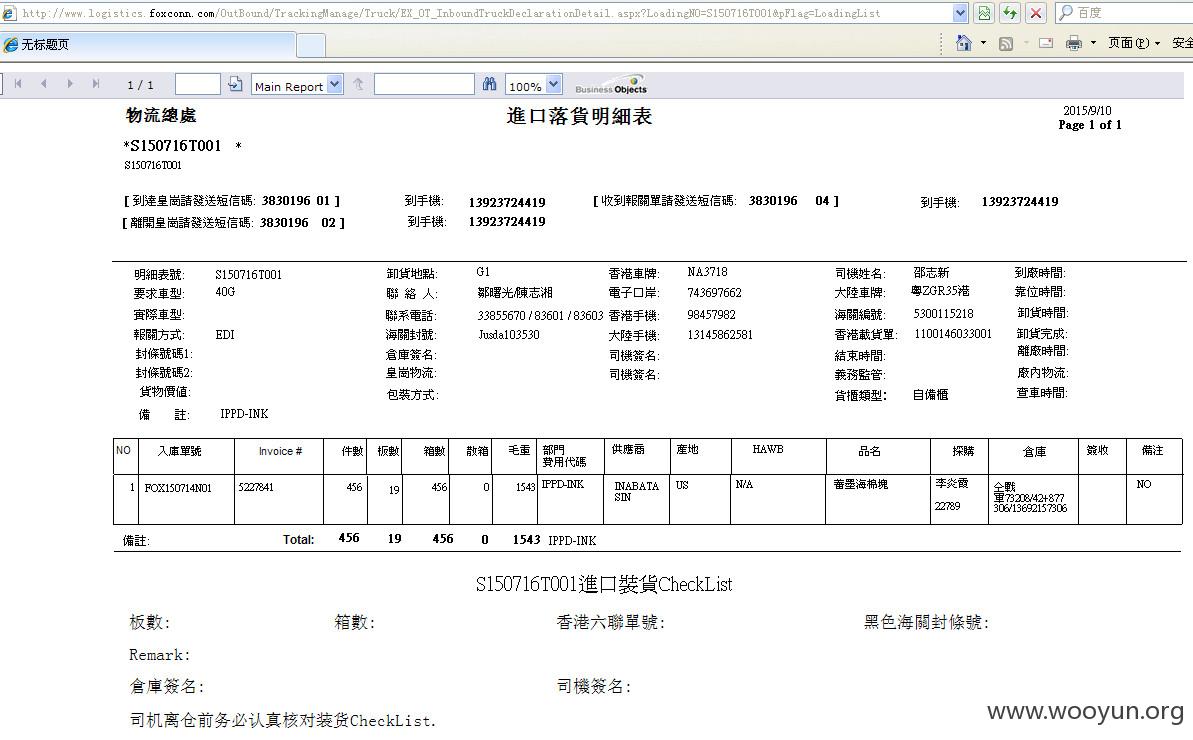 http://www.logistics.foxconn.com/OutBound/TrackingManage/Truck/EX_OT_InboundTruckDeclarationDetail.aspx?LoadingNO=S150716T001&pFlag=LoadingList 百度
无标题页 页面(P) 安全
1 / 1 Main Report 100% Business Objects
物流總處 進口落貨明細表 2015/9/10
Page 1 of 1
*S150716T001 *
S150716T001
[ 到達皇崗請發送短信碼: 3830196 01 ] 到手機: 13923724419 [ 收到報關單請發送短信碼: 3830196 04 ] 到手機: 13923724419
[ 離開皇崗請發送短信碼: 3830196 02 ] 到手機: 13923724419
明細表號: S150716T001 卸貨地點: G1 香港車牌: NA3718 司機姓名: 邵志新 到廠時間:
要求車型: 40G 聯 絡 人: 鄒曙光/陳志湘 電子口岸: 743697662 大陸車牌: 粵ZGR35港 靠位時間:
實際車型: 聯系電話: 33855670 / 83601 / 83603 香港手機: 98457982 海關編號: 5300115218 卸貨時間:
報關方式: EDI 海關封號: Jusda103530 大陸手機: 13145862581 香港載貨單: 1100146033001 卸貨完成:
封條號碼1: 倉庫簽名: 司機簽名: 結束時間: 離廠時間:
封條號碼2: 皇崗物流: 司機簽名: 義務監管: 廠內物流:
貨物價值: 包裝方式: 貨櫃類型: 自備櫃 查車時間:
備 註: IPPD-INK
NO 入庫單號 Invoice # 件數 板數 箱數 散箱 毛重 部門費用代碼 供應商 産地 HAWB 品名 採購 倉庫 簽收 備注
1 FOX150714N01 5227841 456 19 456 0 1543 IPPD-INK INABATA SIN US N/A 蓄墨海棉塊 李炎霞 22789 全戰軍73208/42+877306/13692157306 NO
備註: Total: 456 19 456 0 1543 IPPD-INK
S150716T001進口裝貨CheckList
板數: 箱數: 香港六聯單號: 黑色海關封條號:
Remark:
倉庫簽名: 司機簽名:
司机离仓前务必认真核对装货CheckList.
www.wooyun.org